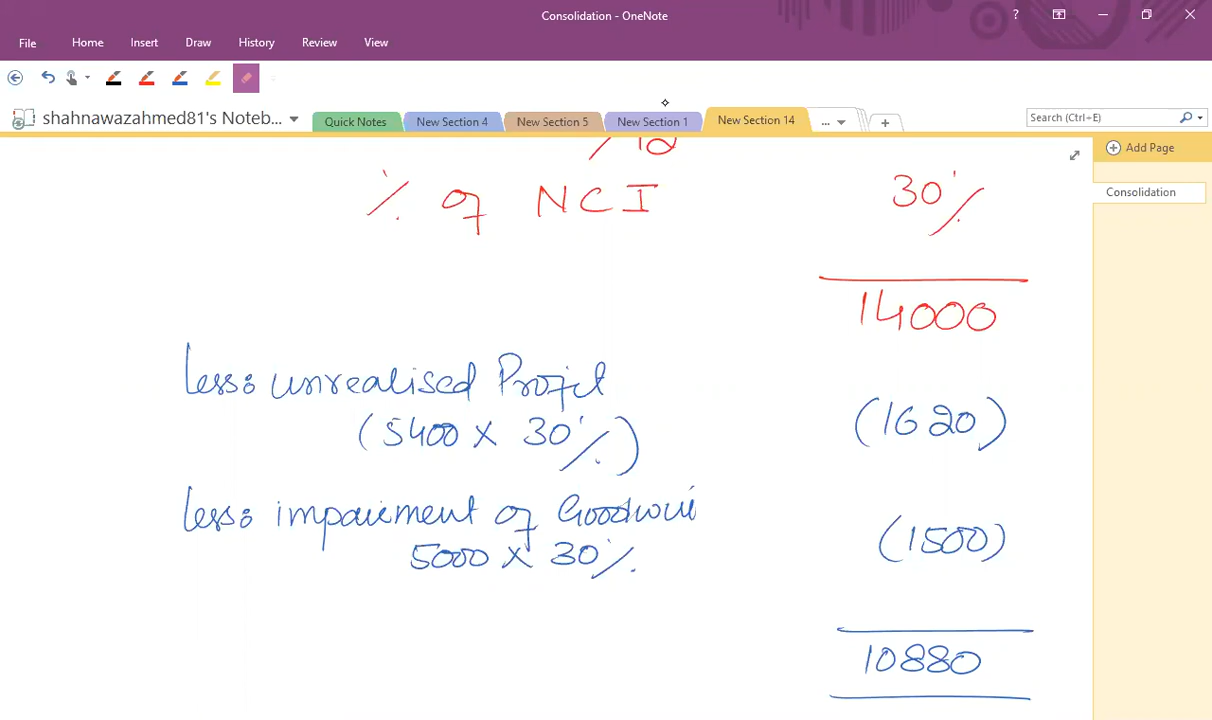 Consolidation - OneNote
?
File Home Insert Draw History Review View
shahnawazahmed81's Noteb... Quick Notes New Section 4 New Section 5 New Section 1 New Section 14 ... Search (Ctrl+E)
Add Page
Consolidation
/12
% of NCI 30%
14000
less: unrealised Profit
(5400 X 30%) (1620)
less: impairment of Goodwill
5000 X 30% (1500)
10880